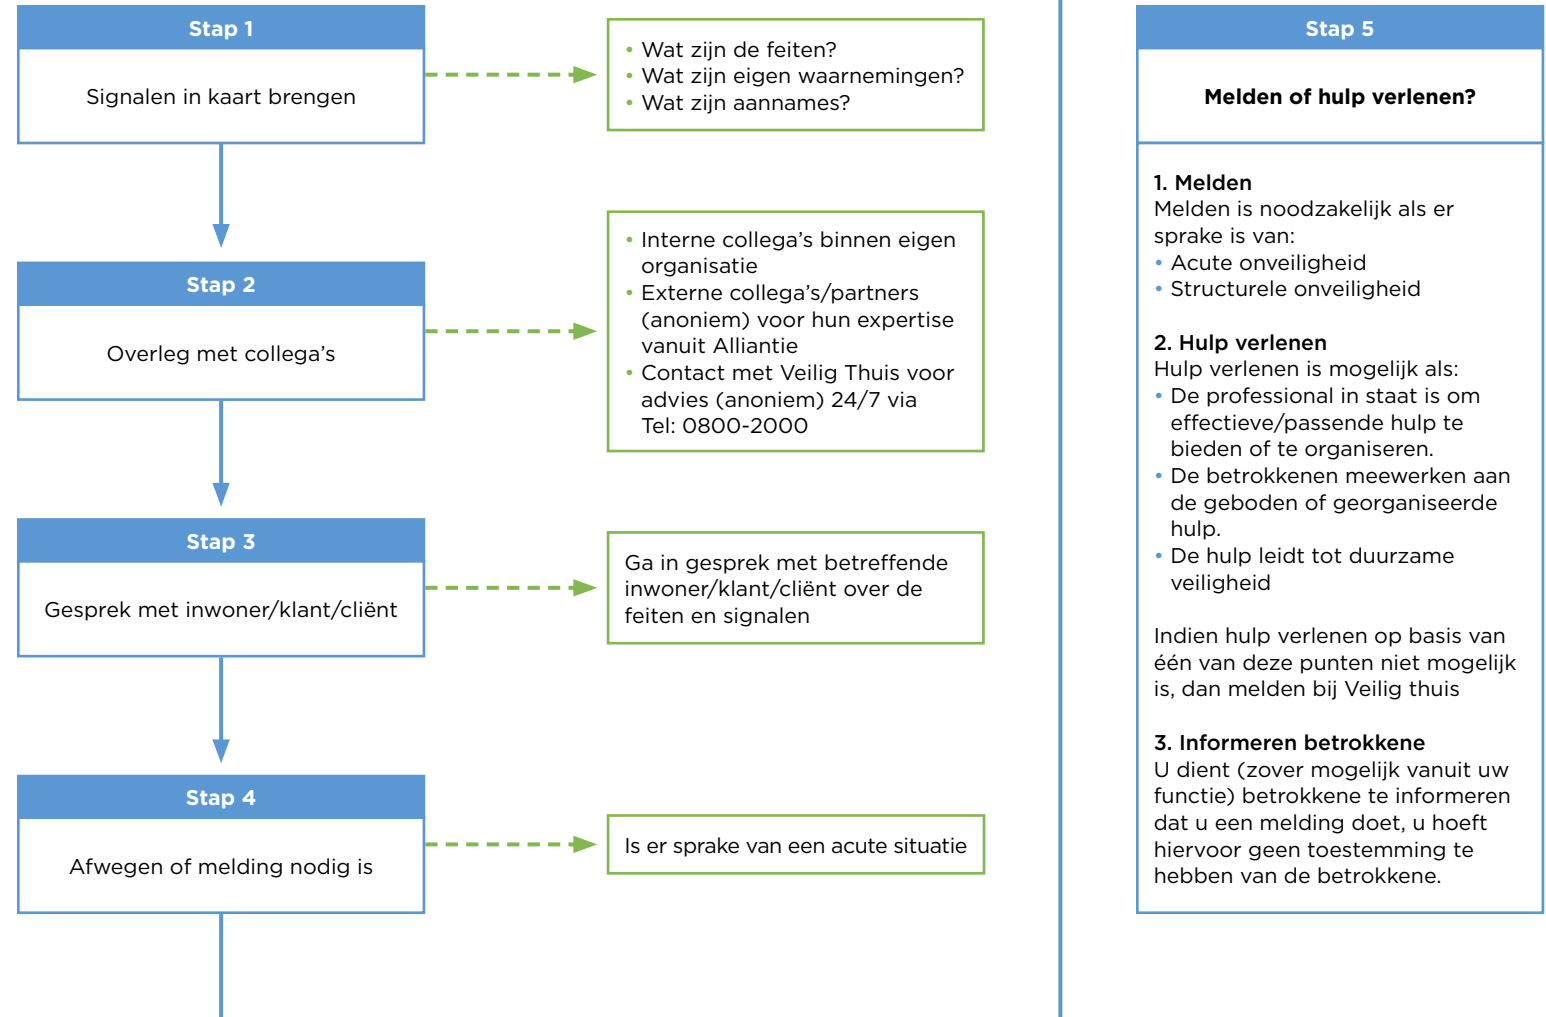 Stap 1
Signalen in kaart brengen
• Wat zijn de feiten?
• Wat zijn eigen waarnemingen?
• Wat zijn aannames?
Stap 2
Overleg met collega’s
• Interne collega’s binnen eigen
organisatie
• Externe collega’s/partners
(anoniem) voor hun expertise
vanuit Alliantie
• Contact met Veilig Thuis voor
advies (anoniem) 24/7 via
Tel: 0800-2000
Stap 3
Gesprek met inwoner/klant/cliënt
Ga in gesprek met betreffende
inwoner/klant/cliënt over de
feiten en signalen
Stap 4
Afwegen of melding nodig is
Is er sprake van een acute situatie
Stap 5
Melden of hulp verlenen?
1. Melden
Melden is noodzakelijk als er
sprake is van:
• Acute onveiligheid
• Structurele onveiligheid
2. Hulp verlenen
Hulp verlenen is mogelijk als:
• De professional in staat is om
effectieve/passende hulp te
bieden of te organiseren.
• De betrokkenen meewerken aan
de geboden of georganiseerde
hulp.
• De hulp leidt tot duurzame
veiligheid
Indien hulp verlenen op basis van
één van deze punten niet mogelijk
is, dan melden bij Veilig thuis
3. Informeren betrokkene
U dient (zover mogelijk vanuit uw
functie) betrokkene te informeren
dat u een melding doet, u hoeft
hiervoor geen toestemming te
hebben van de betrokkene.